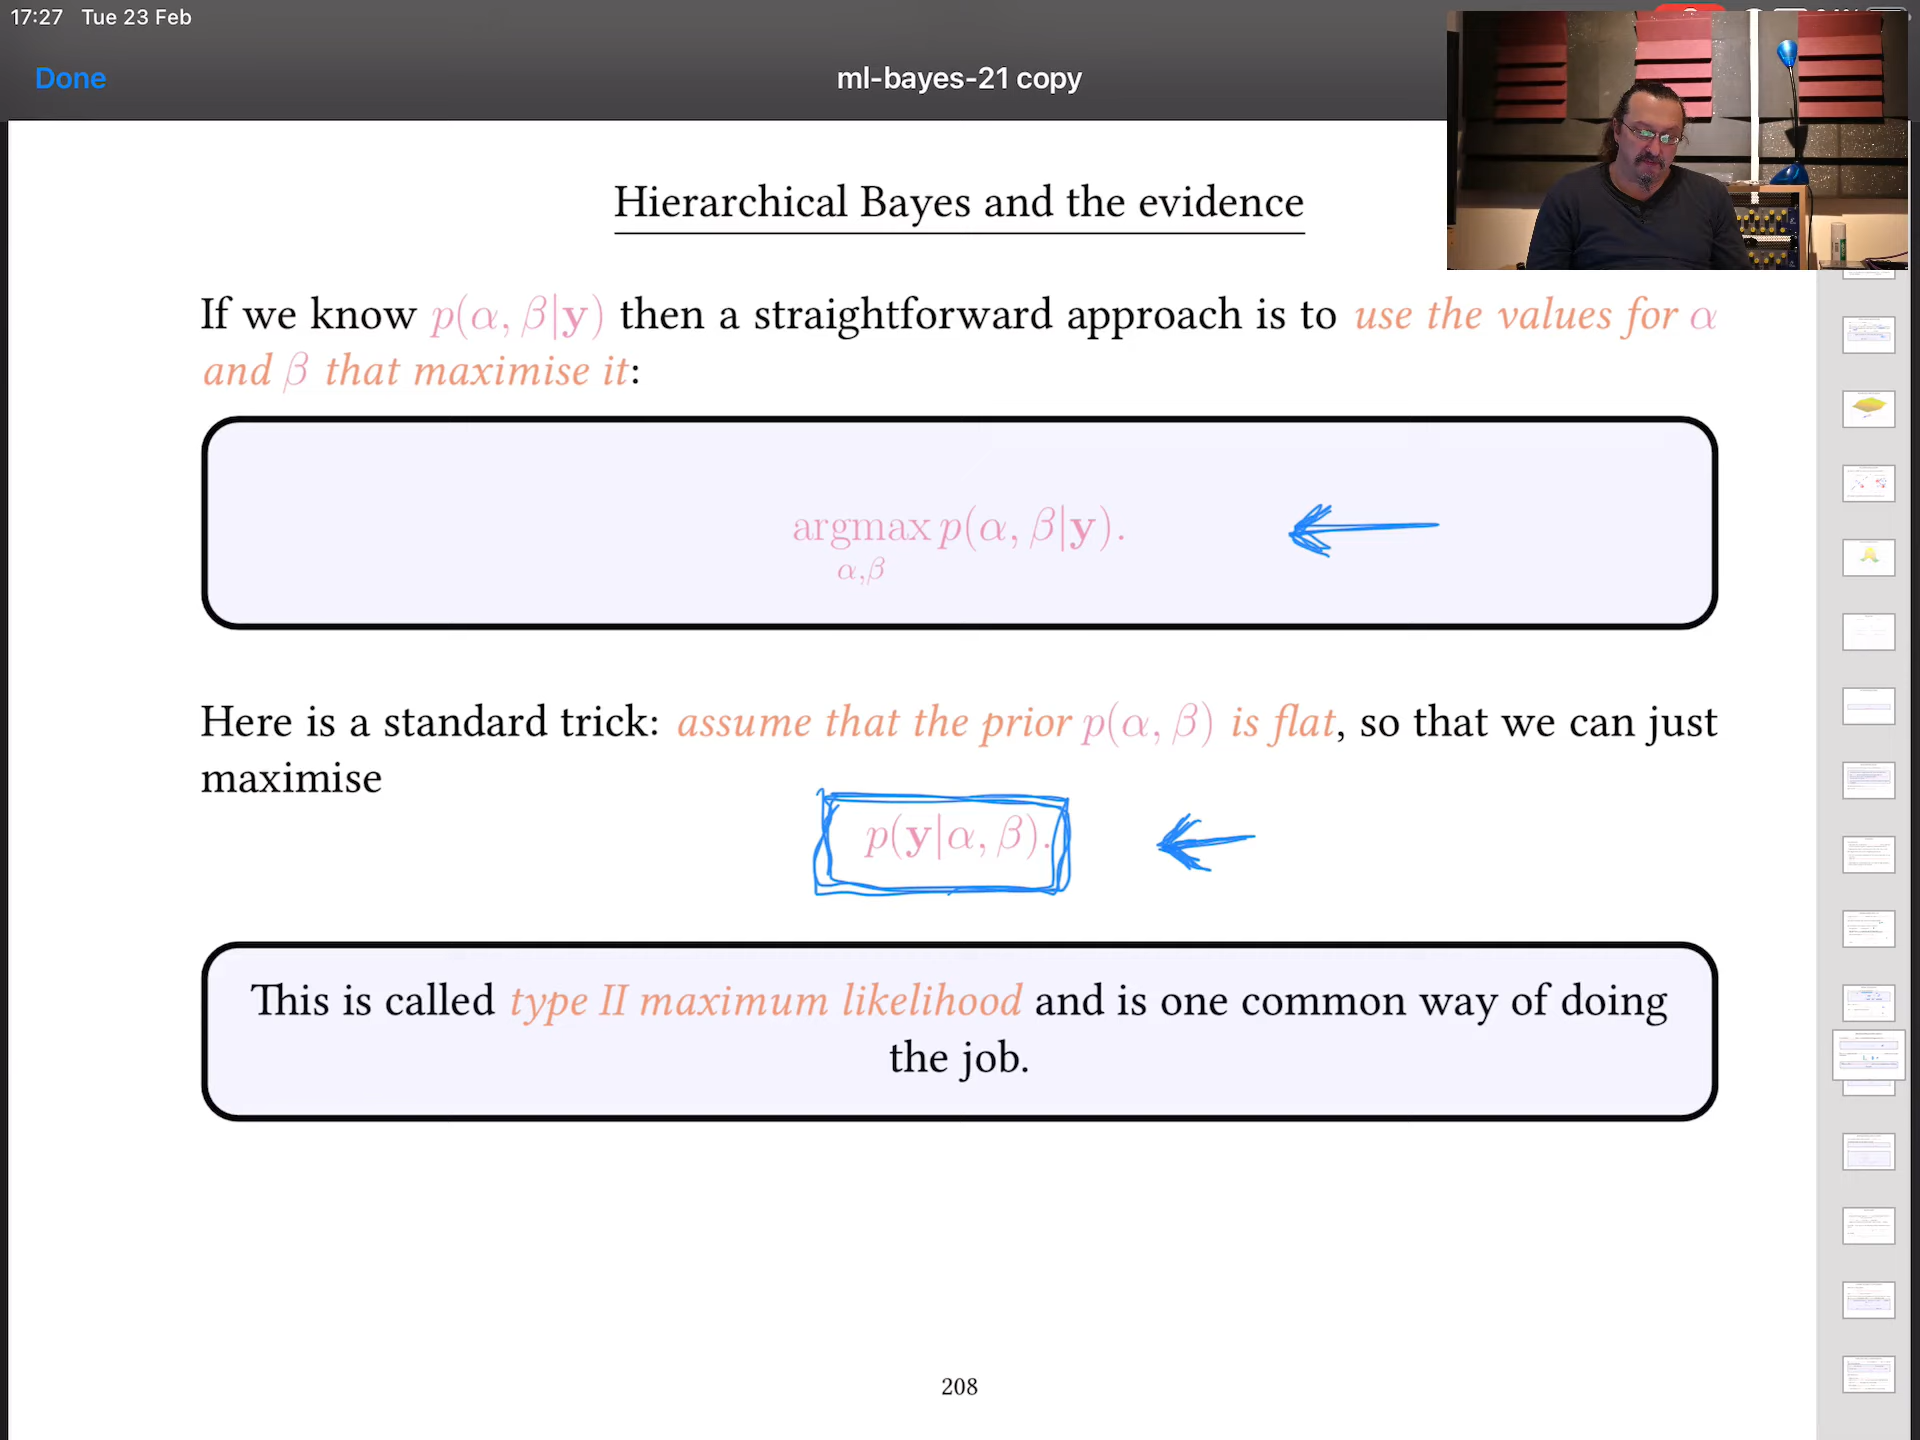 17:27 Tue 23 Feb
Done
ml-bayes-21 copy
Hierarchical Bayes and the evidence
If we know p(α, β|y) then a straightforward approach is to use the values for α
and β that maximise it:
argmax p(α, β|y).
α,β
Here is a standard trick: assume that the prior p(α, β) is flat, so that we can just
maximise
p(y|α, β).
This is called type II maximum likelihood and is one common way of doing
the job.
208